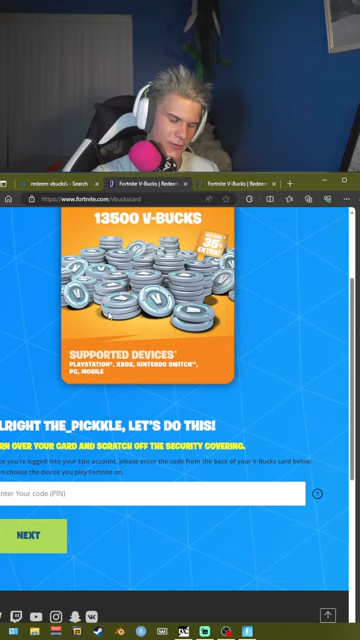 redeem vbucks\ - Search
Fortnite V-Bucks | Redeem
Fortnite V-Bucks | Redeem
https://www.fortnite.com/vbuckscard
13500 V-BUCKS
35%
EXTRA!
SUPPORTED DEVICES
PLAYSTATION®, XBOX, NINTENDO SWITCH™,
PC, MOBILE
LRIGHT THE_PICKKLE, LET'S DO THIS!
RN OVER YOUR CARD AND SCRATCH OFF THE SECURITY COVERING.
ce you're logged into your Epic account, please enter the code from the back of your V-Bucks card below.
n choose the device you play Fortnite on.
nter Your code (PIN)
?
NEXT